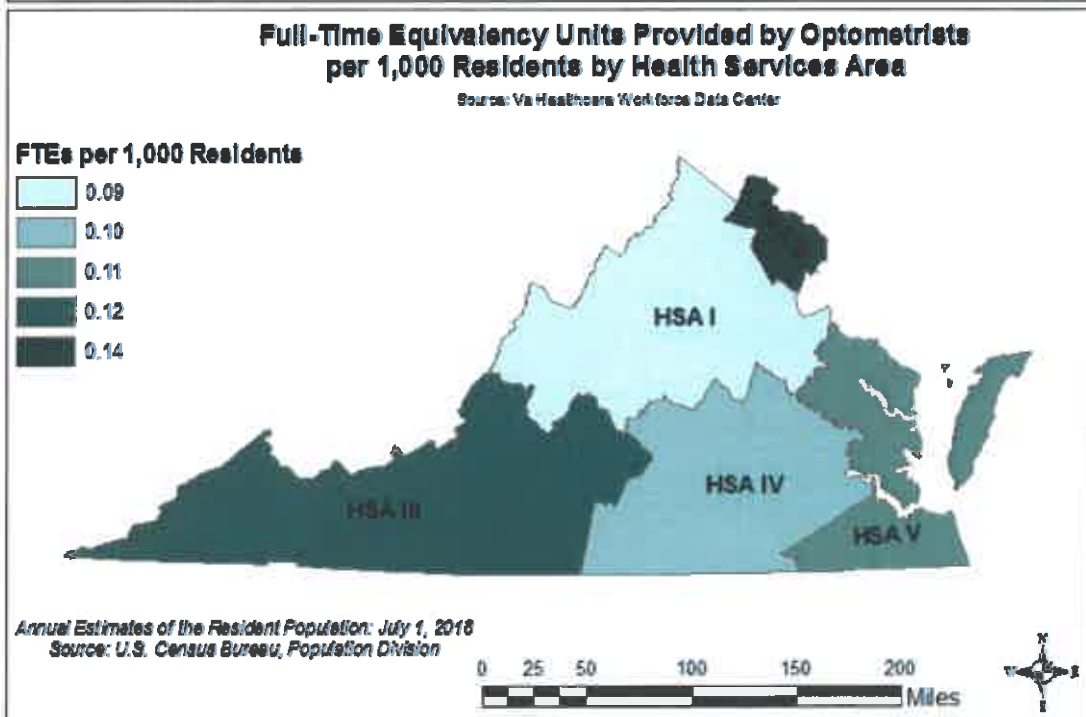 Full-Time Equivalency Units Provided by Optometrists
per 1,000 Residents by Health Services Area
Source: Va Healthcare Workforce Data Center
FTEs per 1,000 Residents
0.09
0.10
0.11
0.12
0.14
HSA I
HSA III
HSA IV
HSA V
Annual Estimates of the Resident Population: July 1, 2018
Source: U.S. Census Bureau, Population Division
0 25 50 100 150 200
Miles
N
W E
S